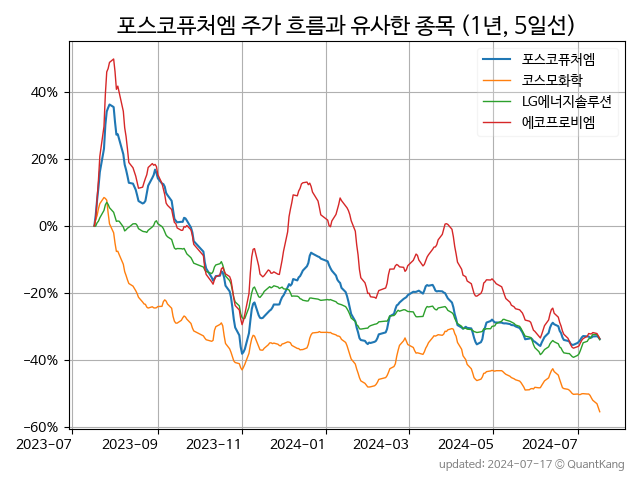 포스코퓨처엠 주가 흐름과 유사한 종목 (1년, 5일선)
포스코퓨처엠
코스모화학
LG에너지솔루션
에코프로비엠
40%
20%
0%
−20%
−40%
−60%
2023-07 2023-09 2023-11 2024-01 2024-03 2024-05 2024-07
updated: 2024-07-17 © QuantKang